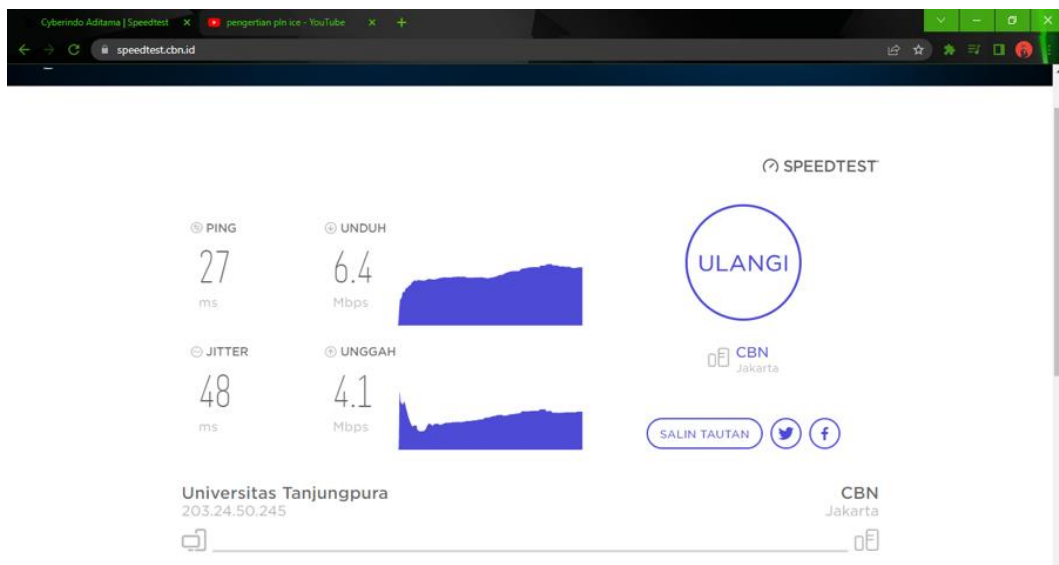 Cyberindo Aditama | Speedtest
pengertian pln ice - YouTube
speedtest.cbn.id
SPEEDTEST
PING
27
ms
UNDUH
6.4
Mbps
ULANGI
JITTER
48
ms
UNGGAH
4.1
Mbps
CBN
Jakarta
SALIN TAUTAN
Universitas Tanjungpura
203.24.50.245
CBN
Jakarta